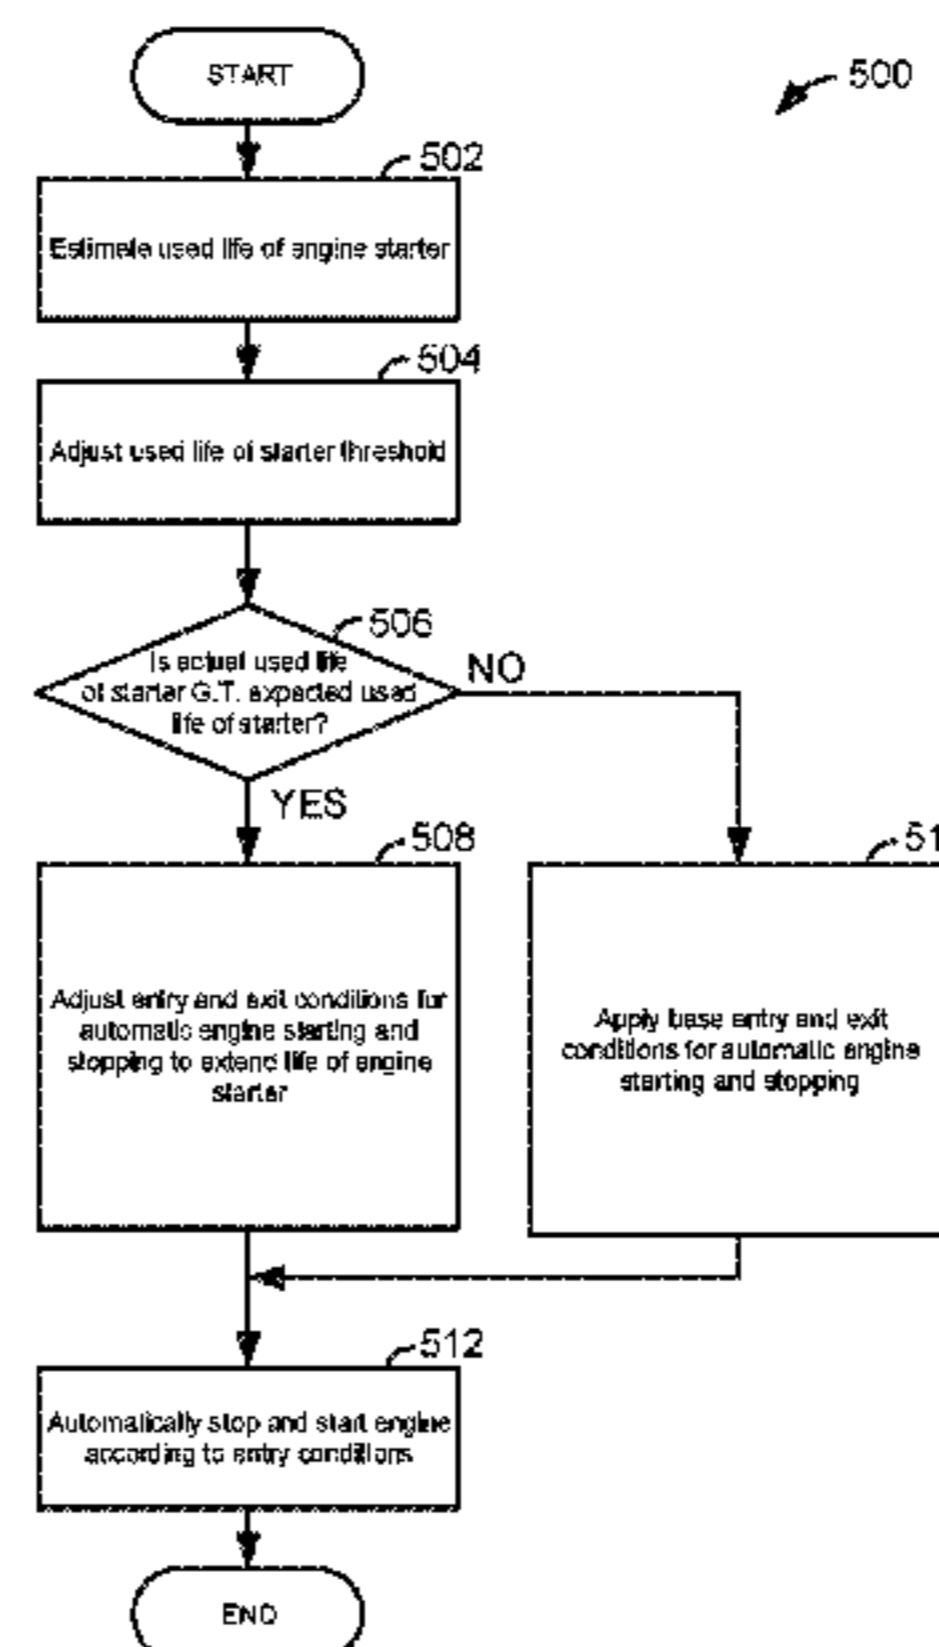 START
500
502
Estimate used life of engine starter
504
Adjust used life of starter threshold
506
Is actual used life
of starter G.T. expected used
life of starter?
NO
YES
508
Adjust entry and exit conditions for
automatic engine starting and
stopping to extend life of engine
starter
51
Apply base entry and exit
conditions for automatic engine
starting and stopping
512
Automatically stop and start engine
according to entry conditions
END